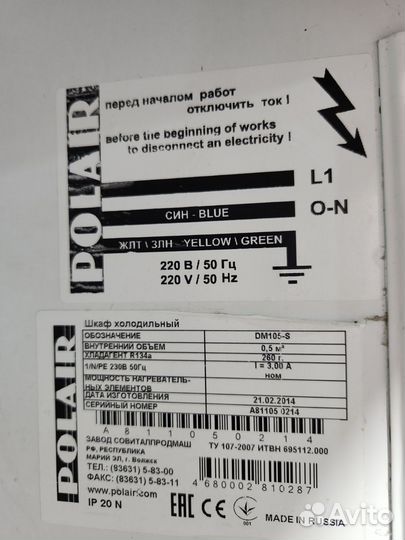 POLAIR
перед началом работ
отключить ток !
before the beginning of works
to disconnect an electricity !
L1
СИН - BLUE
O-N
ЖЛТ \ ЗЛН - YELLOW \ GREEN
220 В / 50 Гц
220 V / 50 Hz
POLAIR
Шкаф холодильный
ОБОЗНАЧЕНИЕ DM105-S
ВНУТРЕННИЙ ОБЪЕМ 0,5 м³
ХЛАДАГЕНТ R134a 260 г.
1/N/PE 230В 50Гц I = 3,00 А
МОЩНОСТЬ НАГРЕВАТЕЛЬ- ном
НЫХ ЭЛЕМЕНТОВ
ДАТА ИЗГОТОВЛЕНИЯ 21.02.2014
СЕРИЙНЫЙ НОМЕР A81105 0214
ЗАВОД СОВИТАЛПРОДМАШ ТУ 107-2007 ИТВН 695112.000
РФ, РЕСПУБЛИКА
МАРИЙ ЭЛ, г. Волжск
A 8 1 1 0 5 0 2 1 4
ТЕЛ.: (83631) 5-83-00
ФАКС: (83631) 5-83-11
www.polair.com
4 680002 810287
IP 20 N
EAC CE
001
MADE IN RUSSIA
Avito